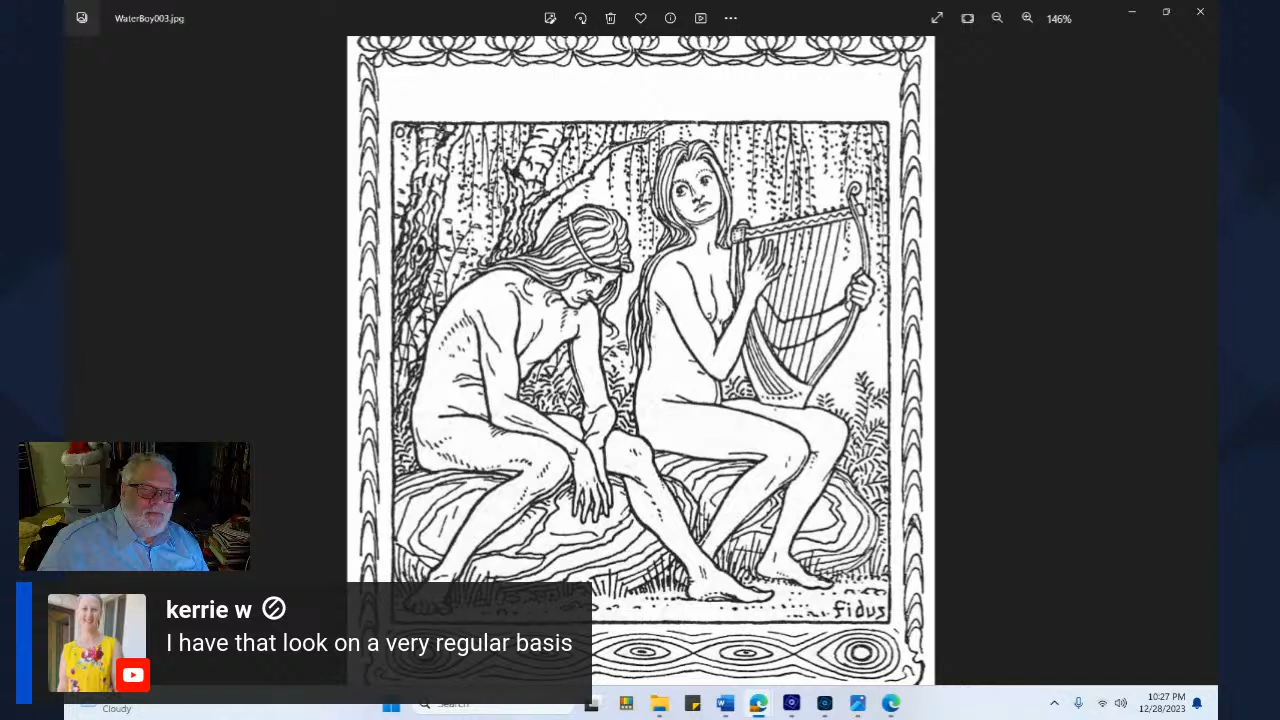 WaterBoy003.jpg
146%
fidus
kerrie w
I have that look on a very regular basis
Cloudy
Search
10:27 PM
12/28/2023